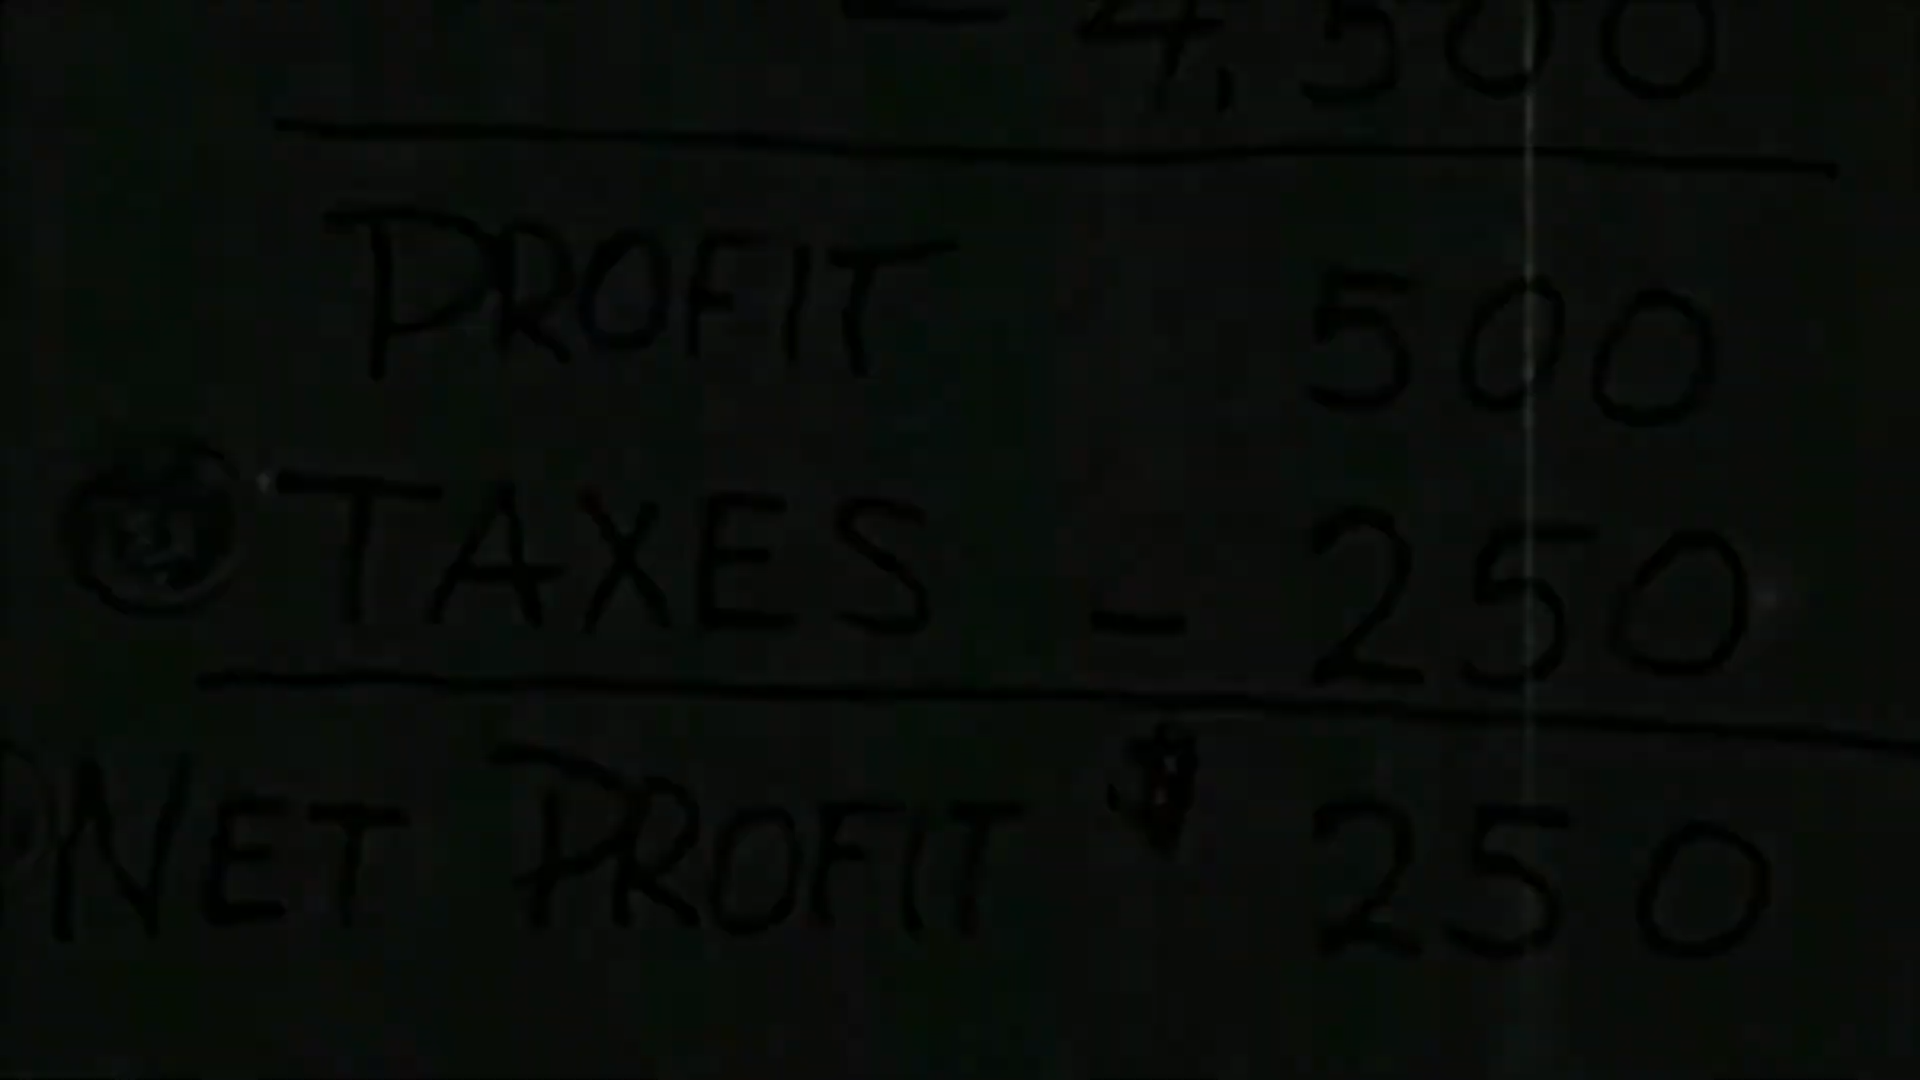 - 4,500
PROFIT 500
TAXES - 250
NET PROFIT $ 250